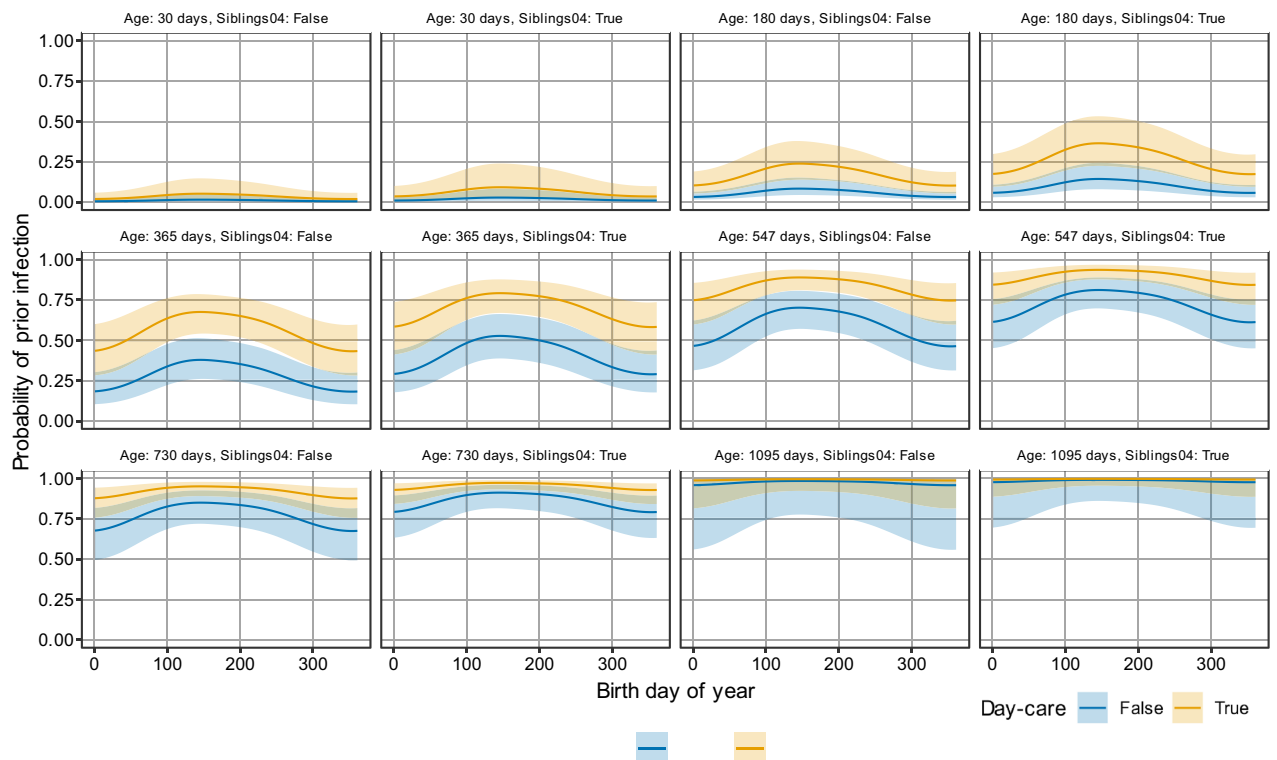 Age: 30 days, Siblings04: False
Age: 30 days, Siblings04: True
Age: 180 days, Siblings04: False
Age: 180 days, Siblings04: True
1.00
0.75
0.50
0.25
0.00
Age: 365 days, Siblings04: False
Age: 365 days, Siblings04: True
Age: 547 days, Siblings04: False
Age: 547 days, Siblings04: True
1.00
0.75
0.50
0.25
0.00
Probability of prior infection
Age: 730 days, Siblings04: False
Age: 730 days, Siblings04: True
Age: 1095 days, Siblings04: False
Age: 1095 days, Siblings04: True
1.00
0.75
0.50
0.25
0.00
0 100 200 300
0 100 200 300
0 100 200 300
0 100 200 300
Birth day of year
Day-care False True